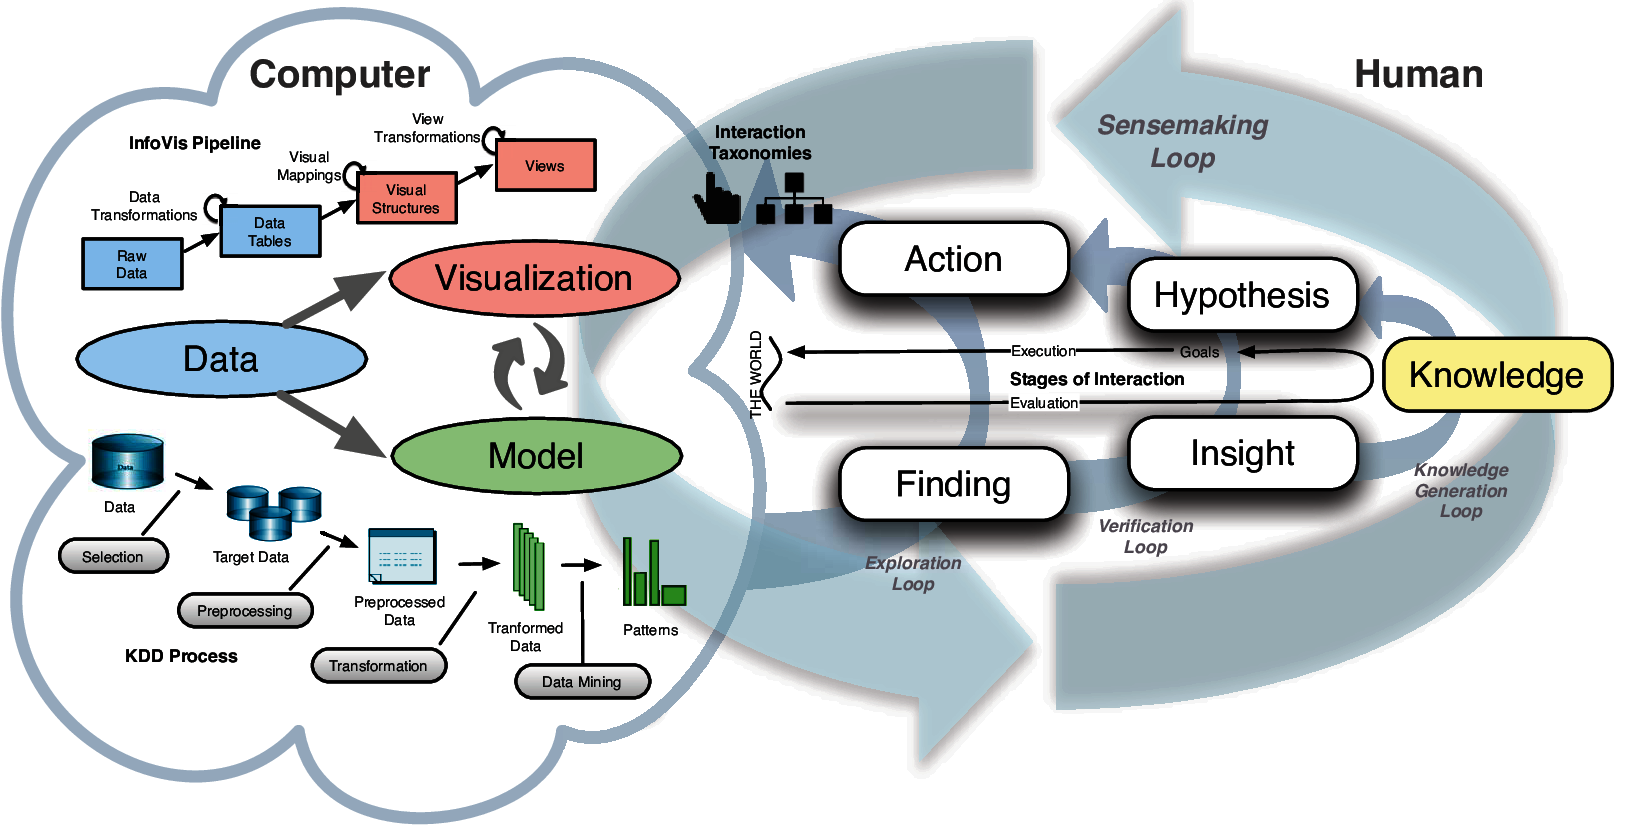 Computer
Human
InfoVis Pipeline
View
Transformations
Visual
Mappings
Data
Transformations
Views
Visual
Structures
Data
Tables
Raw
Data
Interaction
Taxonomies
Sensemaking
Loop
Visualization
Data
Model
Action
Hypothesis
Knowledge
THE WORLD
Execution
Goals
Stages of Interaction
Evaluation
Finding
Insight
Exploration
Loop
Verification
Loop
Knowledge
Generation
Loop
Data
Data
Selection
Target Data
Preprocessing
Preprocessed
Data
Transformation
Tranformed
Data
Data Mining
Patterns
KDD Process